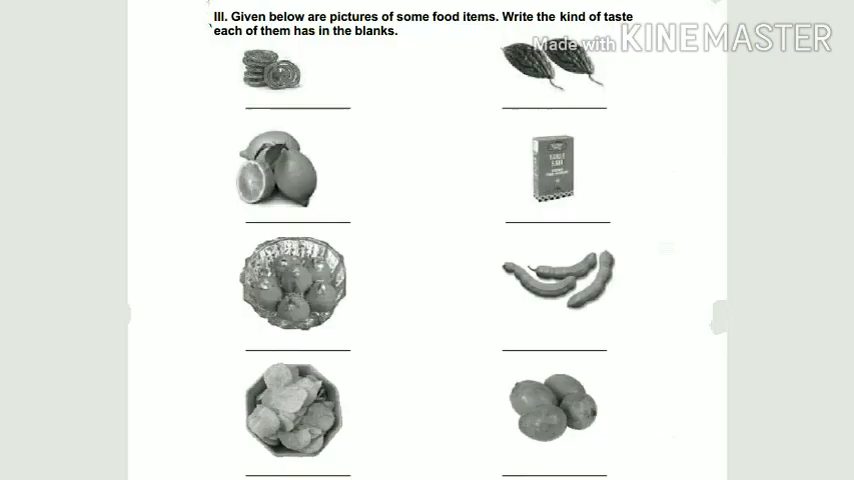 III. Given below are pictures of some food items. Write the kind of taste
each of them has in the blanks.
Made with KINEMASTER